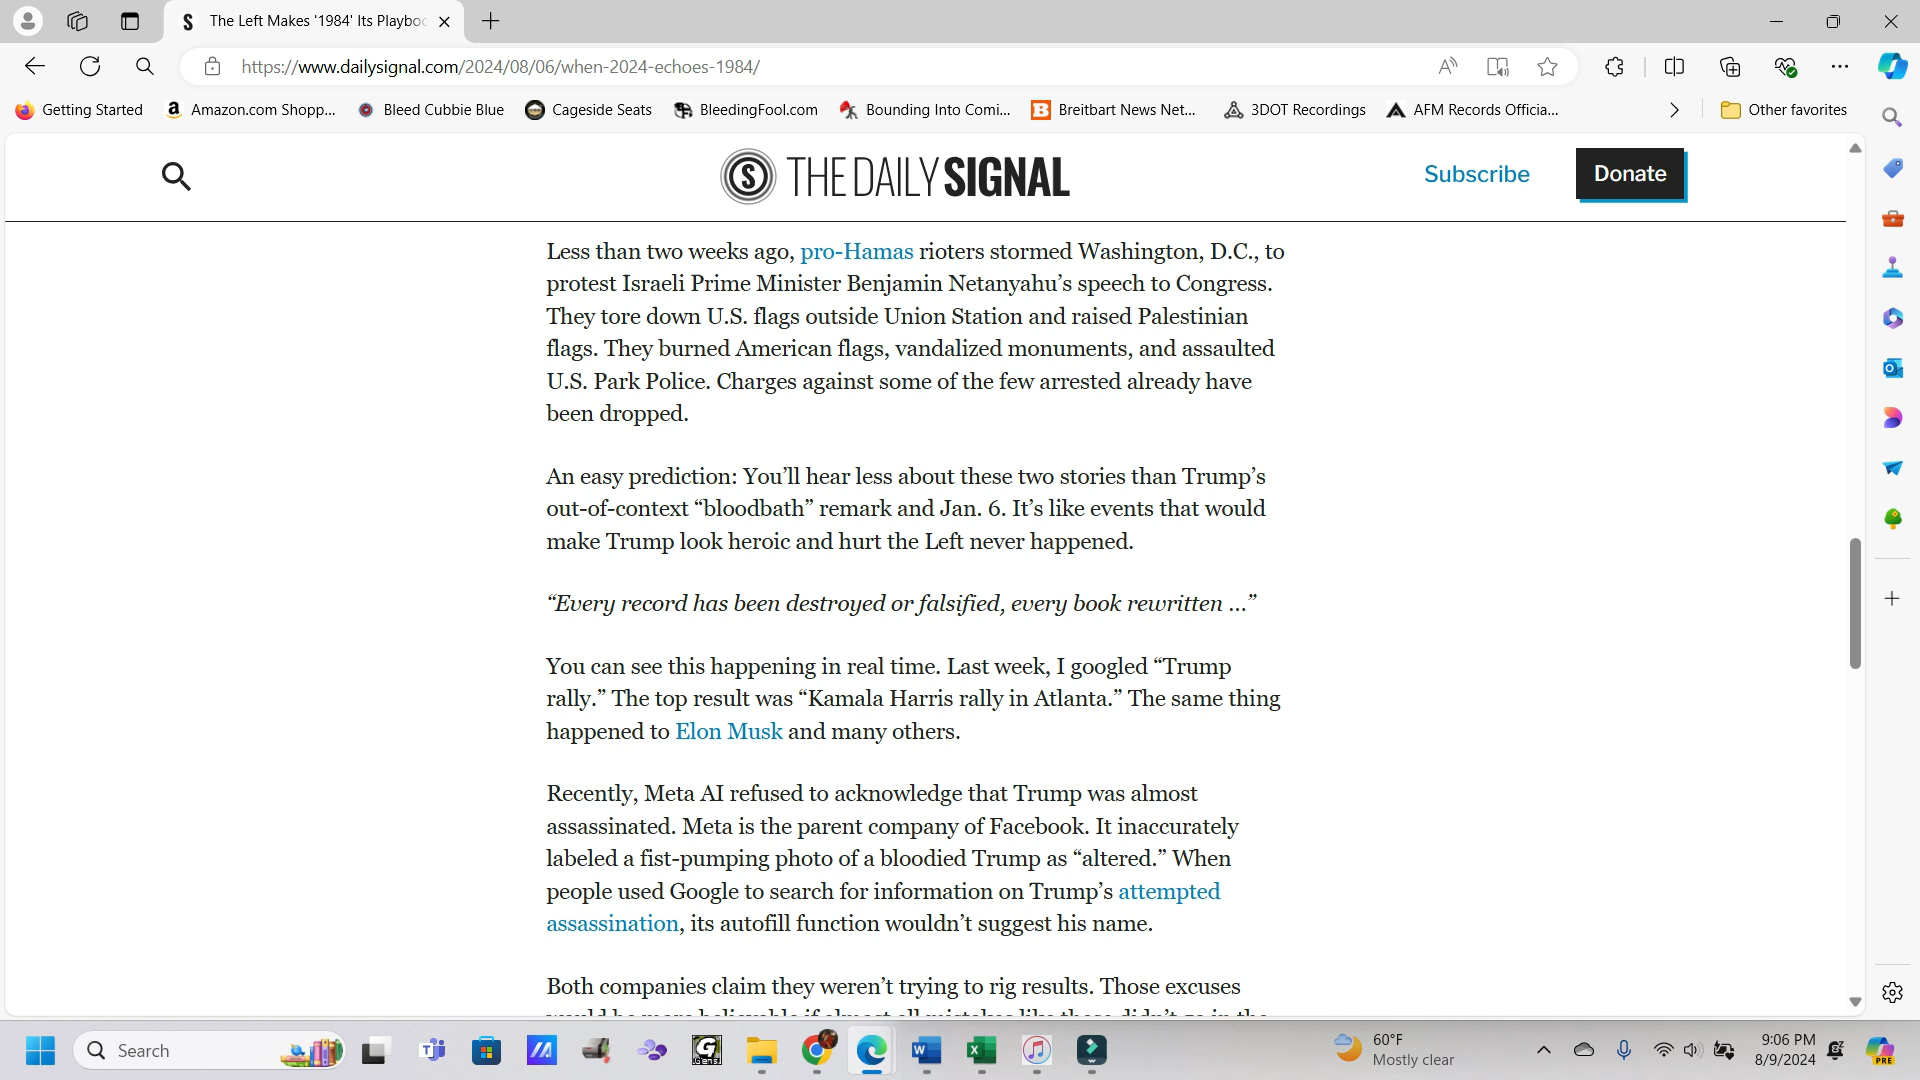 The Left Makes '1984' Its Playboo
https://www.dailysignal.com/2024/08/06/when-2024-echoes-1984/
Getting Started
Amazon.com Shopp...
Bleed Cubbie Blue
Cageside Seats
BleedingFool.com
Bounding Into Comi...
Breitbart News Net...
3DOT Recordings
AFM Records Officia...
Other favorites
THE DAILY SIGNAL
Subscribe
Donate
Less than two weeks ago, pro-Hamas rioters stormed Washington, D.C., to
protest Israeli Prime Minister Benjamin Netanyahu’s speech to Congress.
They tore down U.S. flags outside Union Station and raised Palestinian
flags. They burned American flags, vandalized monuments, and assaulted
U.S. Park Police. Charges against some of the few arrested already have
been dropped.
An easy prediction: You’ll hear less about these two stories than Trump’s
out-of-context “bloodbath” remark and Jan. 6. It’s like events that would
make Trump look heroic and hurt the Left never happened.
“Every record has been destroyed or falsified, every book rewritten …”
You can see this happening in real time. Last week, I googled “Trump
rally.” The top result was “Kamala Harris rally in Atlanta.” The same thing
happened to Elon Musk and many others.
Recently, Meta AI refused to acknowledge that Trump was almost
assassinated. Meta is the parent company of Facebook. It inaccurately
labeled a fist-pumping photo of a bloodied Trump as “altered.” When
people used Google to search for information on Trump’s attempted
assassination, its autofill function wouldn’t suggest his name.
Both companies claim they weren’t trying to rig results. Those excuses
Search
60°F
Mostly clear
9:06 PM
8/9/2024